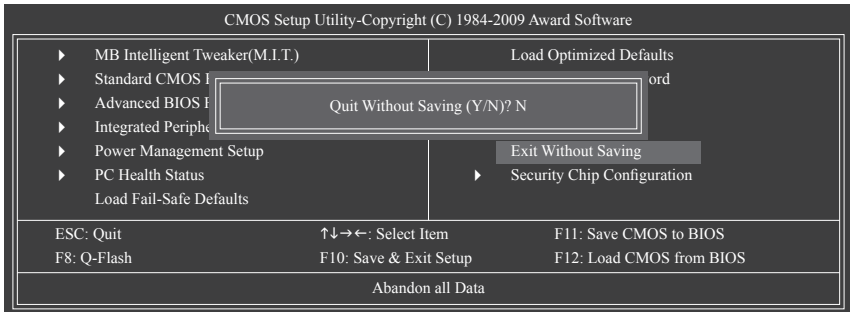 CMOS Setup Utility-Copyright (C) 1984-2009 Award Software
MB Intelligent Tweaker(M.I.T.)
Standard CMOS
Advanced BIOS
Integrated
Power Management Setup
PC Health Status
Load Fail-Safe Defaults
Load Optimized Defaults
Quit Without Saving (Y/N)? N
Exit Without Saving
Security Chip Configuration
ESC: Quit
↑↓→←: Select Item
F11: Save CMOS to BIOS
F8: Q-Flash
F10: Save & Exit Setup
F12: Load CMOS from BIOS
Abandon all Data